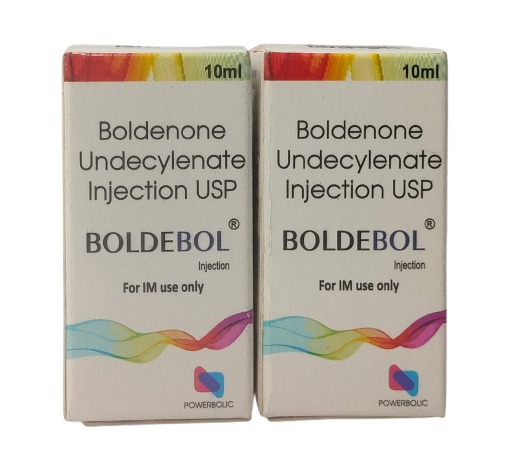 10ml
Boldenone
Undecylenate
Injection USP
BOLDEBOL®
Injection
For IM use only
POWERBOLIC
10ml
Boldenone
Undecylenate
Injection USP
BOLDEBOL®
Injection
For IM use only
POWERBOLIC